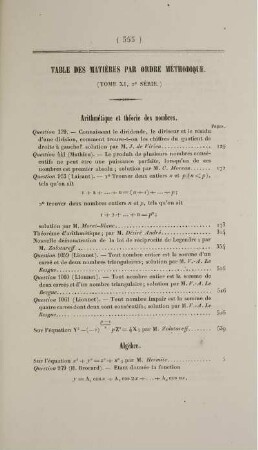 ( 565 )
TABLE DES MATIÈRES PAR ORDRE MÉTHODIQUE.
(TOME XI, 2e SÉRIE.)
Arithmétique et théorie des nombres.
Pages.
Connaissant le dividende, le diviseur et le résidu
d'une division, comment trouve-t-on les chiffres du quotient de
droite à gauche? solution par M. J. de Virieu
Question 541 (Mathieu). — Le produit de plusieurs nombres consé-
cutifs ne peut être une puissance parfaite, lorsqu'un de ces
nombres est premier absolu; solution par M. C. Moreau
Question 903 (Laisant). — 1° Trouver deux entiers n et p (n < p),
tels qu'on ait
2° trouver deux nombres entiers n et p, tels qu'on ait
solution par M. Moret-Blanc
Théorème d'arithmétique; par M. Désiré André
Nouvelle démonstration de la loi de réciprocité de Legendre; par
M. Zolotareff
Question 1059 (Lionnet). — Tout nombre entier est la somme d'un
carré et de deux nombres triangulaires; solution par M. V.-A. Le
Besgue
Question 1060 (Lionnet). — Tout nombre entier est la somme de
deux carrés et d'un nombre triangulaire; solution par M. V.-A. Le
Besgue
Question 1061 (Lionnet). — Tout nombre impair est la somme de
quatre carrés dont deux sont consécutifs; solution par M. V.-A. Le
Besgue
Sur l'équation
par M. Zolotareff
Algèbre.
Sur l'équation
par M. Hermite
(H. Brocard). — Étant donnée la fonction